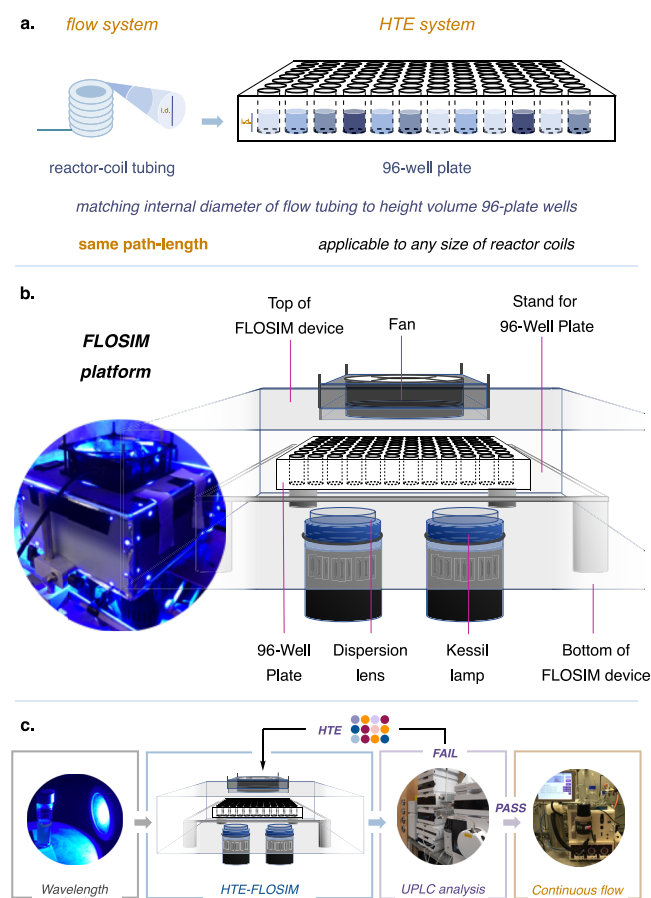 a.
flow system
HTE system
i.d.
i.d.
reactor-coil tubing
96-well plate
matching internal diameter of flow tubing to height volume 96-plate wells
same path-length
applicable to any size of reactor coils
b.
FLOSIM
platform
Top of
FLOSIM device
Fan
Stand for
96-Well Plate
96-Well
Plate
Dispersion
lens
Kessil
lamp
Bottom of
FLOSIM device
c.
HTE
FAIL
PASS
Wavelength
HTE-FLOSIM
UPLC analysis
Continuous flow